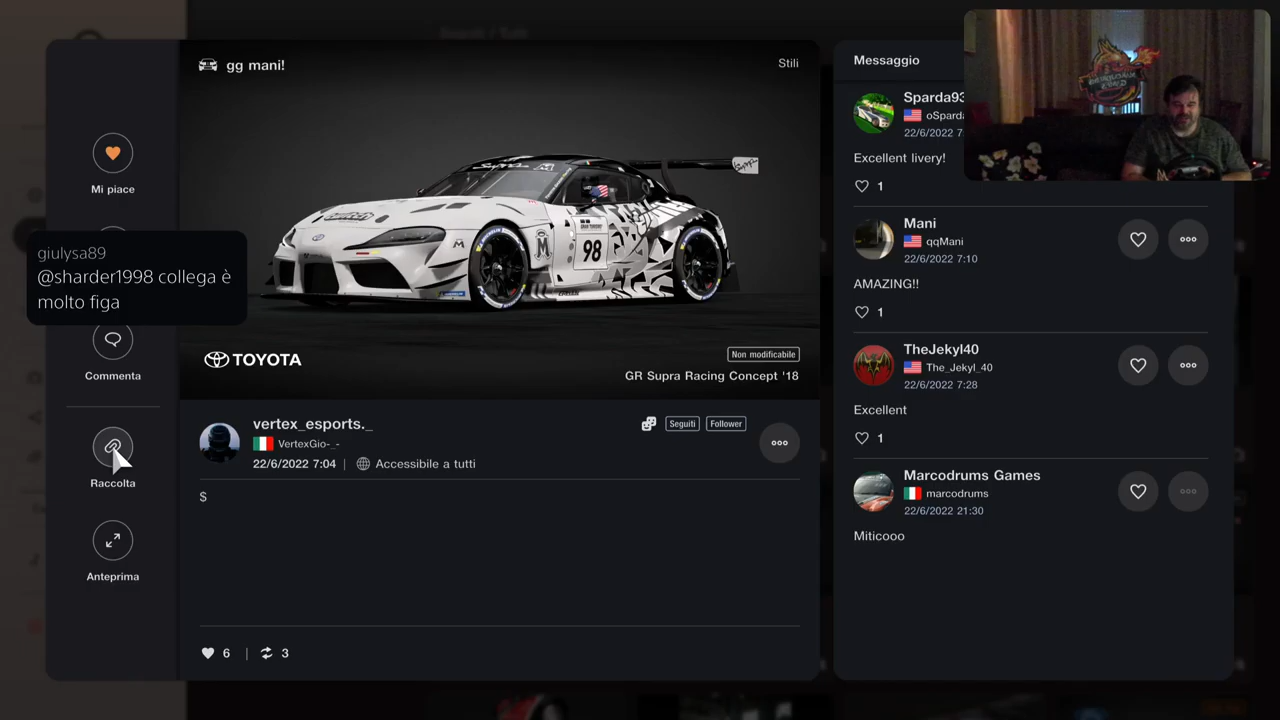 gg mani!
Stili
Mi piace
giulysa89
@sharder1998 collega è
molto figa
Commenta
Raccolta
Anteprima
98
TOYOTA
Non modificabile
GR Supra Racing Concept '18
vertex_esports._
VertexGio-_-
Seguiti
Follower
22/6/2022 7:04 | Accessibile a tutti
$
6 | 3
Messaggio
Sparda93
22/6/2022
Excellent livery!
1
Mani
qqMani
22/6/2022 7:10
AMAZING!!
1
TheJekyl40
The_Jekyl_40
22/6/2022 7:28
Excellent
1
Marcodrums Games
marcodrums
22/6/2022 21:30
Miticooo